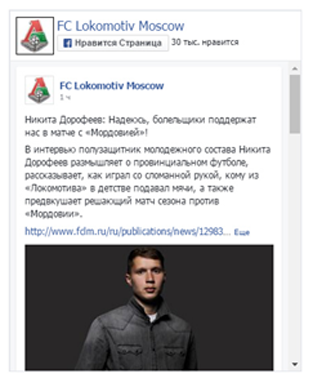 FC Lokomotiv Moscow
Нравится Страница 30 тыс. нравится
FC Lokomotiv Moscow
1 ч
Никита Дорофеев: Надеюсь, болельщики поддержат
нас в матче с «Мордовией»!
В интервью полузащитник молодежного состава Никита
Дорофеев размышляет о провинциальном футболе,
рассказывает, как играл со сломанной рукой, кому из
«Локомотива» в детстве подавал мячи, а также
предвкушает решающий матч сезона против
«Мордовии».
http://www.fclm.ru/ru/publications/news/12983... Еще